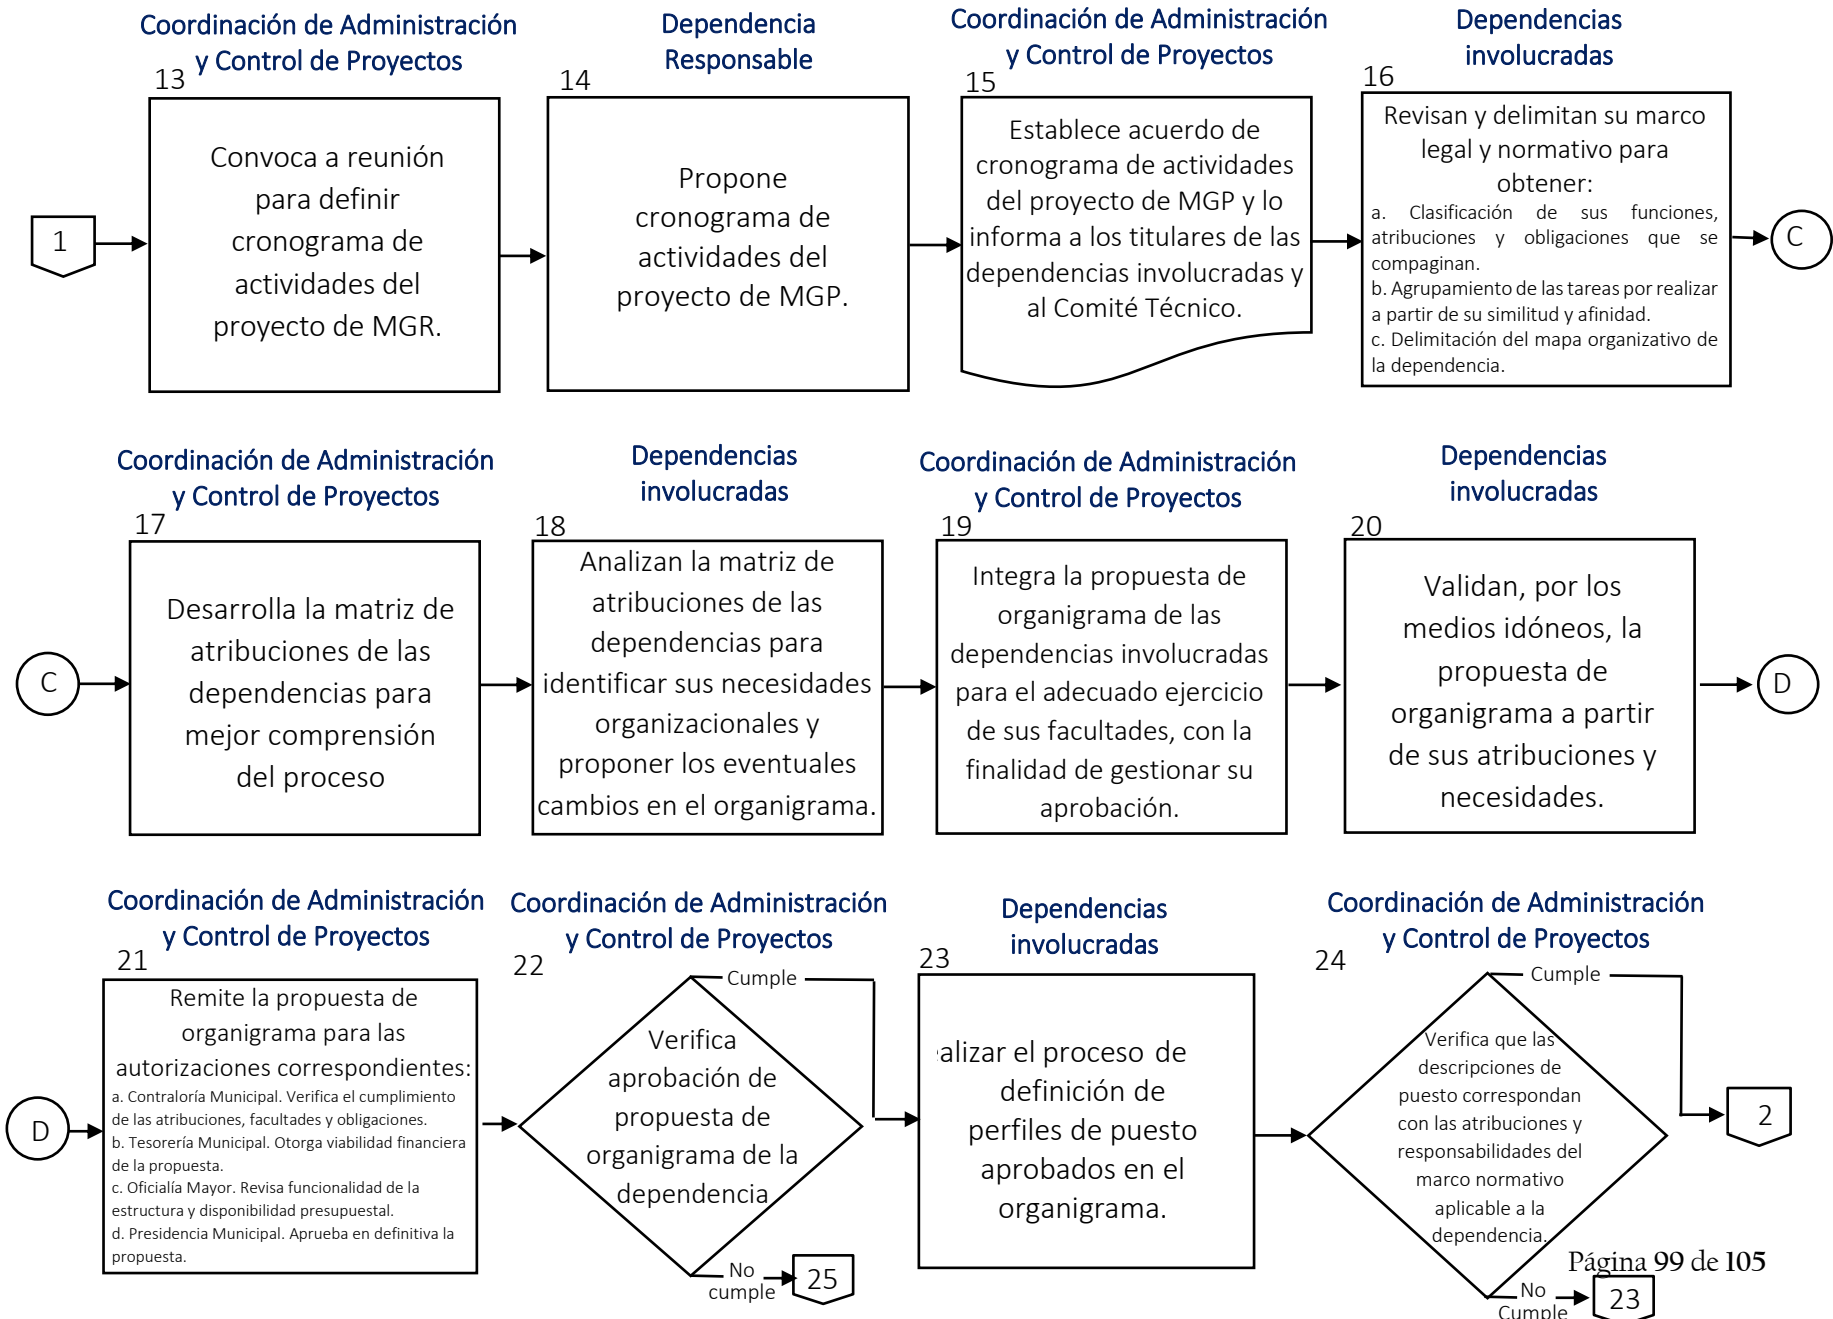 Coordinación de Administración
y Control de Proyectos
13
Convoca a reunión
para definir
cronograma de
actividades del
proyecto de MGR.
1
Dependencia
Responsable
14
Propone
cronograma de
actividades del
proyecto de MGP.
Coordinación de Administración
y Control de Proyectos
15
Establece acuerdo de
cronograma de actividades
del proyecto de MGP y lo
informa a los titulares de las
dependencias involucradas y
al Comité Técnico.
Dependencias
involucradas
16
Revisan y delimitan su marco
legal y normativo para
obtener:
a. Clasificación de sus funciones,
atribuciones y obligaciones que se
compaginan.
b. Agrupamiento de las tareas por realizar
a partir de su similitud y afinidad.
c. Delimitación del mapa organizativo de
la dependencia.
C
Coordinación de Administración
y Control de Proyectos
17
C
Desarrolla la matriz de
atribuciones de las
dependencias para
mejor comprensión
del proceso
Dependencias
involucradas
18
Analizan la matriz de
atribuciones de las
dependencias para
identificar sus necesidades
organizacionales y
proponer los eventuales
cambios en el organigrama.
Coordinación de Administración
y Control de Proyectos
19
Integra la propuesta de
organigrama de las
dependencias involucradas
para el adecuado ejercicio
de sus facultades, con la
finalidad de gestionar su
aprobación.
Dependencias
involucradas
20
Validan, por los
medios idóneos, la
propuesta de
organigrama a partir
de sus atribuciones y
necesidades.
D
Coordinación de Administración
y Control de Proyectos
21
D
Remite la propuesta de
organigrama para las
autorizaciones correspondientes:
a. Contraloría Municipal. Verifica el cumplimiento
de las atribuciones, facultades y obligaciones.
b. Tesorería Municipal. Otorga viabilidad financiera
de la propuesta.
c. Oficialía Mayor. Revisa funcionalidad de la
estructura y disponibilidad presupuestal.
d. Presidencia Municipal. Aprueba en definitiva la
propuesta.
Coordinación de Administración
y Control de Proyectos
22
Cumple
Verifica
aprobación de
propuesta de
organigrama de la
dependencia
No
cumple
25
Dependencias
involucradas
23
alizar el proceso de
definición de
perfiles de puesto
aprobados en el
organigrama.
Coordinación de Administración
y Control de Proyectos
24
Cumple
Verifica que las
descripciones de
puesto correspondan
con las atribuciones y
responsabilidades del
marco normativo
aplicable a la
dependencia.
2
No
Cumple
23
Página 99 de 105